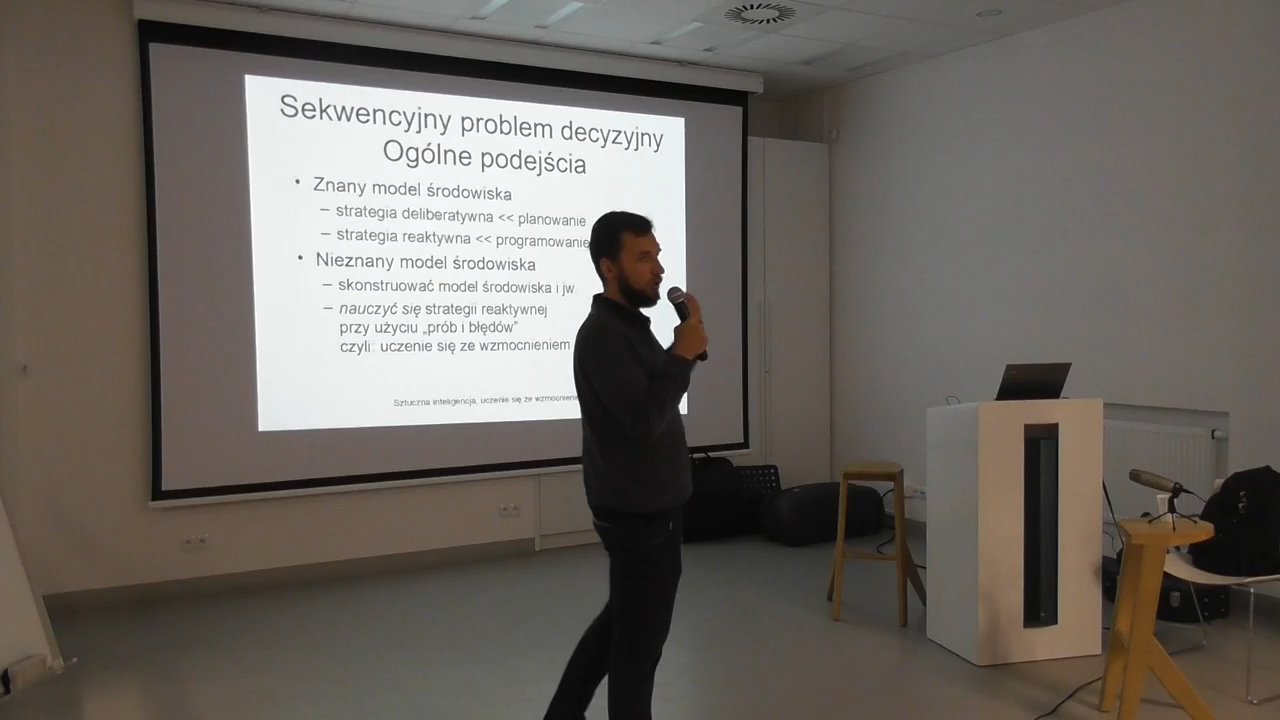 Sekwencyjny problem decyzyjny
Ogólne podejścia
• Znany model środowiska
– strategia deliberatywna << planowanie
– strategia reaktywna << programowanie
• Nieznany model środowiska
– skonstruować model środowiska i jw.
– nauczyć się strategii reaktywnej
przy użyciu „prób i błędów”
czyli: uczenie się ze wzmocnieniem
Sztuczna inteligencja, uczenie się ze